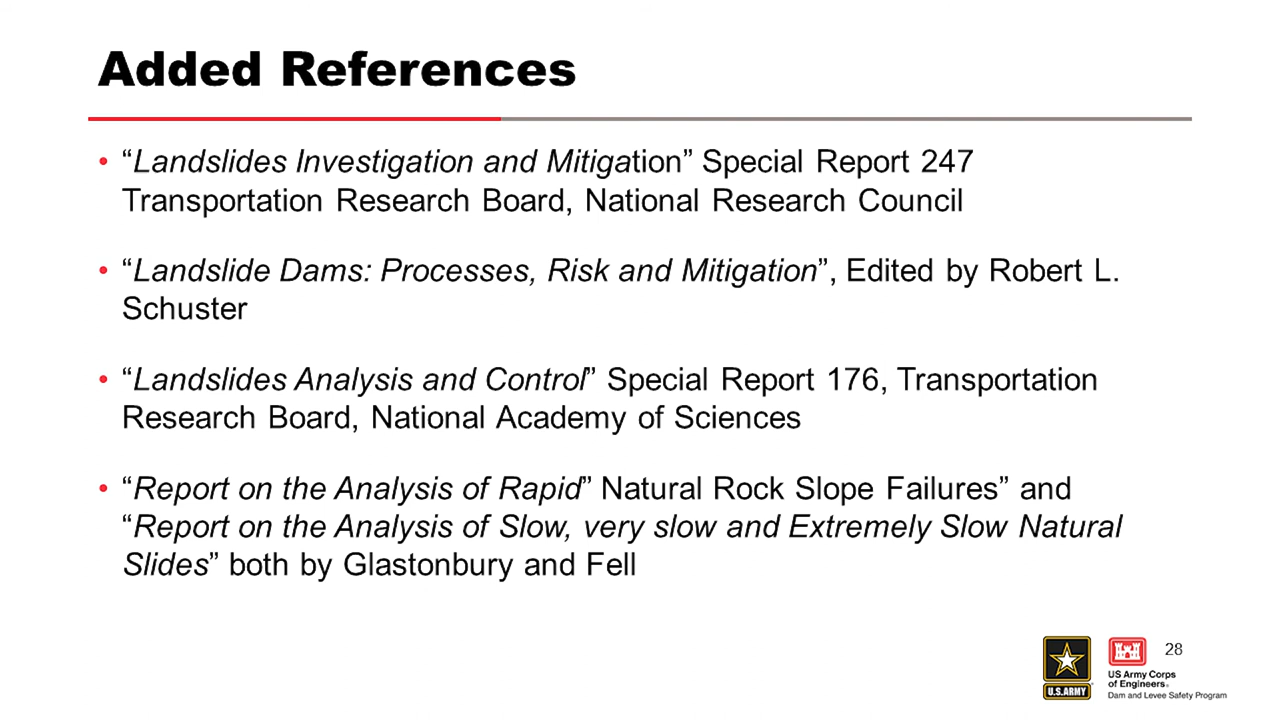 Added References
• “Landslides Investigation and Mitigation” Special Report 247
Transportation Research Board, National Research Council
• “Landslide Dams: Processes, Risk and Mitigation”, Edited by Robert L.
Schuster
• “Landslides Analysis and Control” Special Report 176, Transportation
Research Board, National Academy of Sciences
• “Report on the Analysis of Rapid” Natural Rock Slope Failures” and
“Report on the Analysis of Slow, very slow and Extremely Slow Natural
Slides” both by Glastonbury and Fell
28
U.S.ARMY
US Army Corps
of Engineers®
Dam and Levee Safety Program